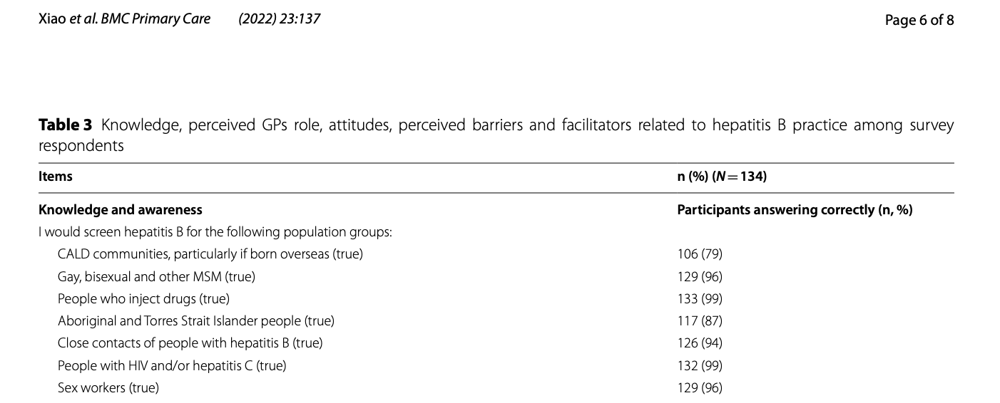 Xiao et al. BMC Primary Care (2022) 23:137
Page 6 of 8
Table 3 Knowledge, perceived GPs role, attitudes, perceived barriers and facilitators related to hepatitis B practice among survey
respondents
Items n (%) (N = 134)
Knowledge and awareness Participants answering correctly (n, %)
I would screen hepatitis B for the following population groups:
CALD communities, particularly if born overseas (true) 106 (79)
Gay, bisexual and other MSM (true) 129 (96)
People who inject drugs (true) 133 (99)
Aboriginal and Torres Strait Islander people (true) 117 (87)
Close contacts of people with hepatitis B (true) 126 (94)
People with HIV and/or hepatitis C (true) 132 (99)
Sex workers (true) 129 (96)